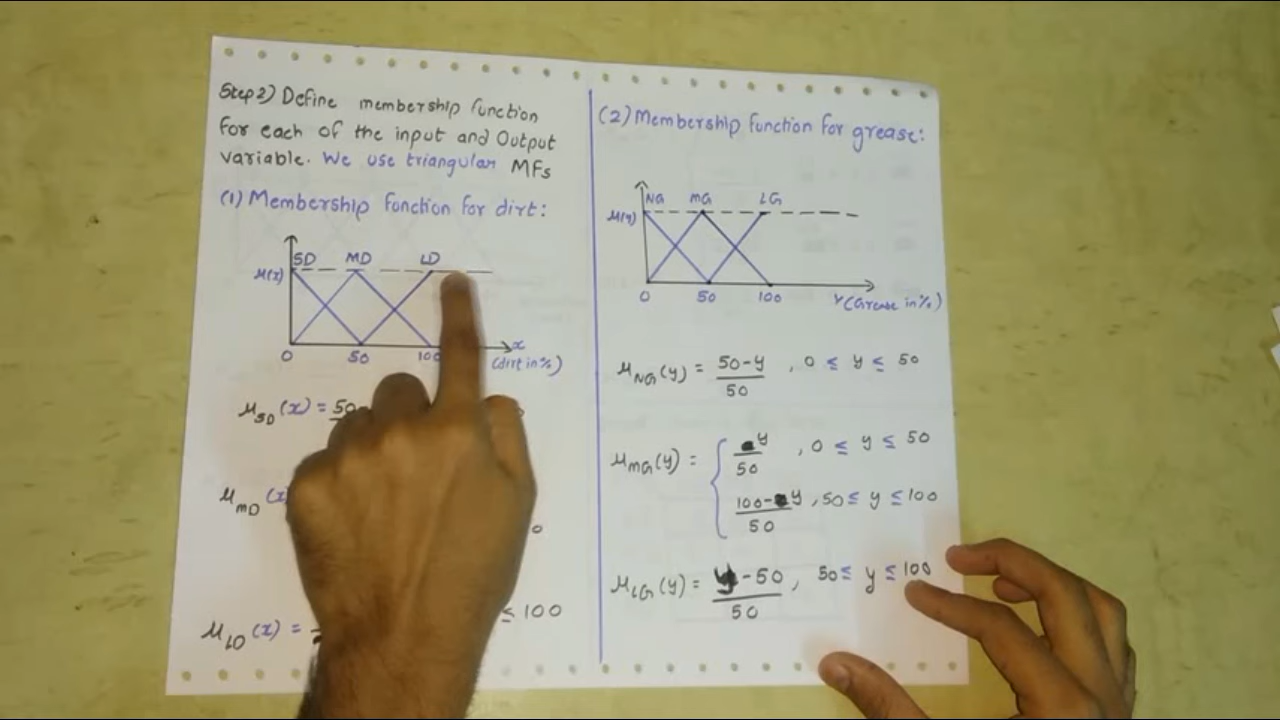 Step 2) Define membership function
for each of the input and Output
variable. We use triangular MFs
(1) Membership function for dirt:
SD MD LD
μ(x)
0 50 100 x
(dirt in %)
μSD (x) = 50
μMD (x)
0
μLD (x) = ≤ 100
(2) Membership function for grease:
NG MG LG
μ(y)
0 50 100 Y (Grease in %)
μNG (y) = 50-y / 50 , 0 ≤ y ≤ 50
μMG (y) = { y / 50 , 0 ≤ y ≤ 50
100-y / 50 , 50 ≤ y ≤ 100
μLG (y) = y-50 / 50 , 50 ≤ y ≤ 100